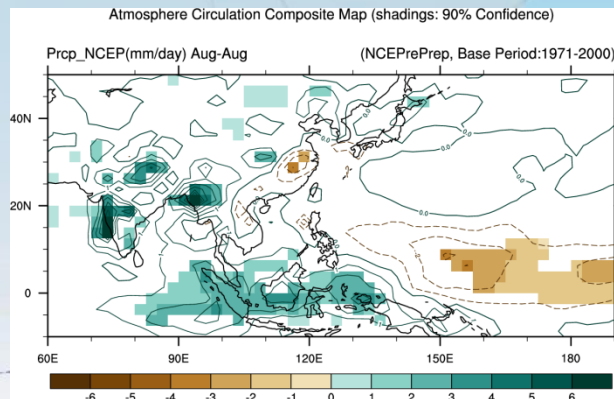 Atmosphere Circulation Composite Map (shadings: 90% Confidence)
Prcp_NCEP(mm/day) Aug-Aug (NCEPrePrep, Base Period:1971-2000)
40N
20N
0
60E 90E 120E 150E 180
-6 -5 -4 -3 -2 -1 0 1 2 3 4 5 6